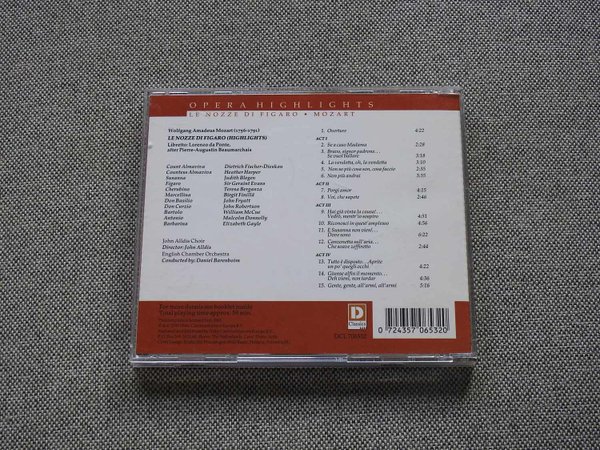 OPERA HIGHLIGHTS
LE NOZZE DI FIGARO • MOZART
Wolfgang Amadeus Mozart (1756-1791)
LE NOZZE DI FIGARO (HIGHLIGHTS)
Libretto: Lorenzo da Ponte,
after Pierre-Augustin Beaumarchais
Count Almaviva Dietrich Fischer-Dieskau
Countess Almaviva Heather Harper
Susanna Judith Blegen
Figaro Sir Geraint Evans
Cherubino Teresa Berganza
Marcellina Birgit Finnilä
Don Basilio John Fryatt
Don Curzio John Robertson
Bartolo William McCue
Antonio Malcolm Donnelly
Barbarina Elizabeth Gayle
John Alldis Choir
Director: John Alldis
English Chamber Orchestra
Conducted by: Daniel Barenboim
1. Overture 4:22
ACT I
2. Se a caso Madama 2:28
3. Bravo, signor padrone...
Se vuol ballare 3:18
4. La vendetta, oh, la vendetta 3:10
5. Non so più cosa son, cosa faccio 2:55
6. Non più andrai 3:55
ACT II
7. Porgi amor 4:15
8. Voi, che sapete 2:46
ACT III
9. Hai già vinta la causa!...
Vedrò, mentr'io sospiro 4:51
10. Riconosci in quest'amplesso 4:56
11. E Susanna non vien!...
Dove sono 6:22
12. Canzonetta sull'aria...
Che soave zeffiretto 2:44
ACT IV
13. Tutto è disposto...Aprite
un po' quegli occhi 4:22
14. Giunse alfin il momento...
Deh vieni, non tardar 4:36
15. Gente, gente, all'armi, all'armi 5:16
For more details see booklet inside
Total playing time approx. 59 min.
D
Classics
DCL 706532
0 724357 065320